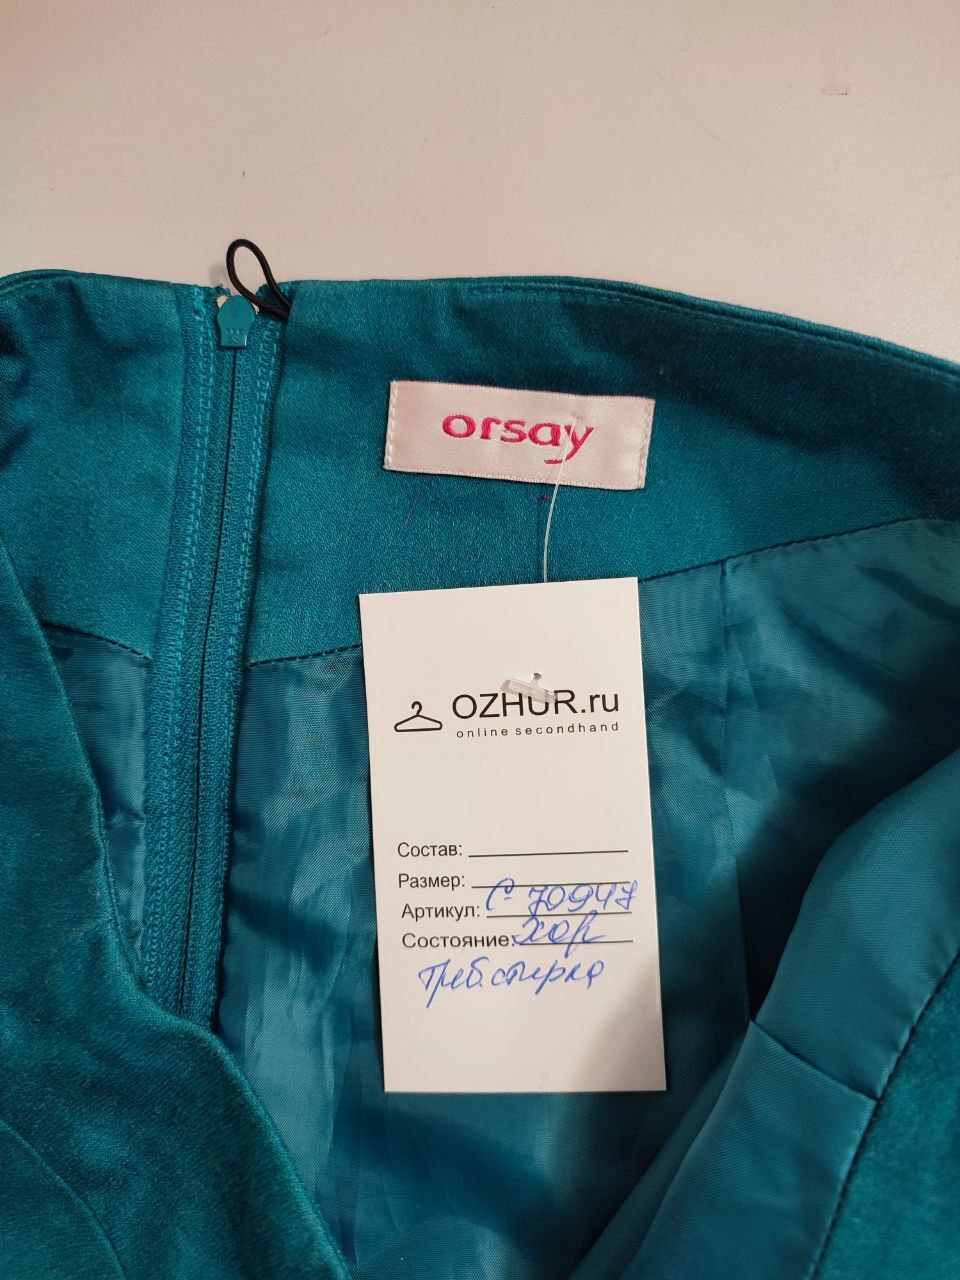 orsay
OZHUR.ru
online secondhand
Состав:
Размер:
Артикул: С-70947
Состояние: хор
Треб. стирка